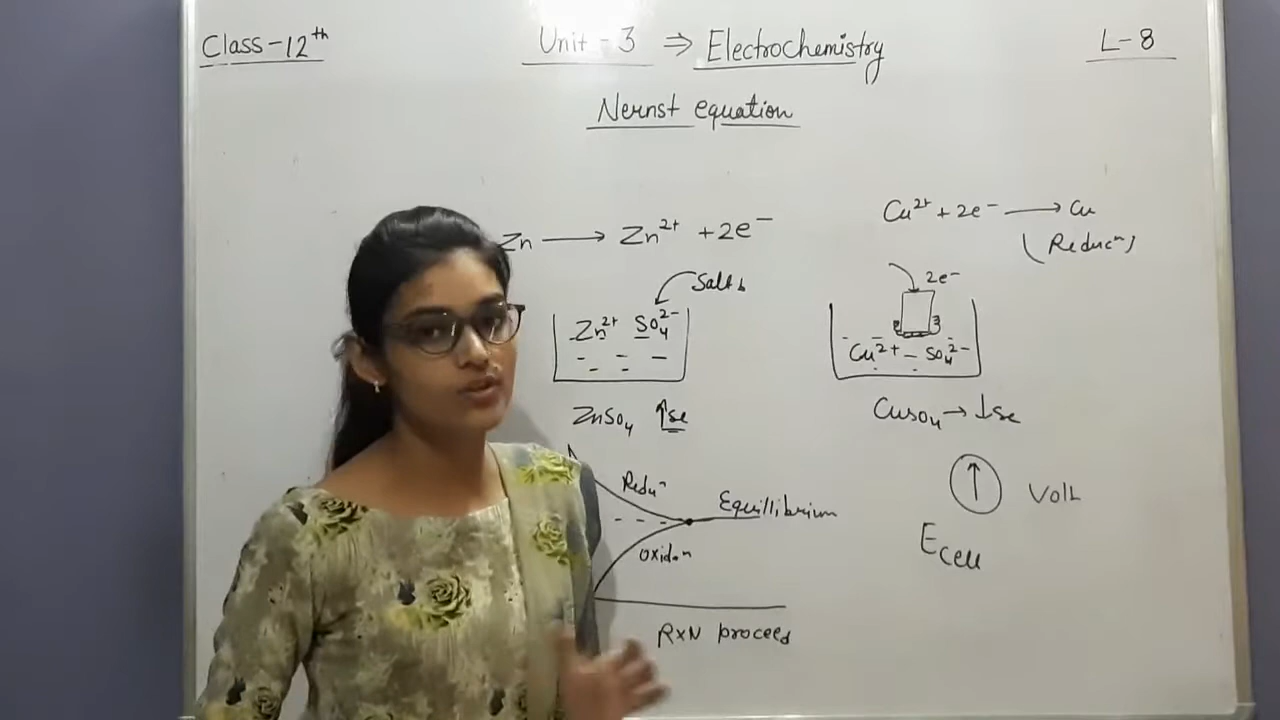 Class-12th
Unit - 3 ⇒ Electrochemistry
L-8
Nernst equation
Zn ⟶ Zn²⁺ + 2e⁻
Cu²⁺ + 2e⁻ ⟶ Cu
(Reducⁿ)
Salt b
2e⁻
Zn²⁺ SO₄²⁻
Cu²⁺ – SO₄²⁻
ZnSO₄ ↑se
CuSO₄ → ↓se
Reduⁿ
Equillibrium
Oxidⁿ
Volt
Ecell
RXN proceed